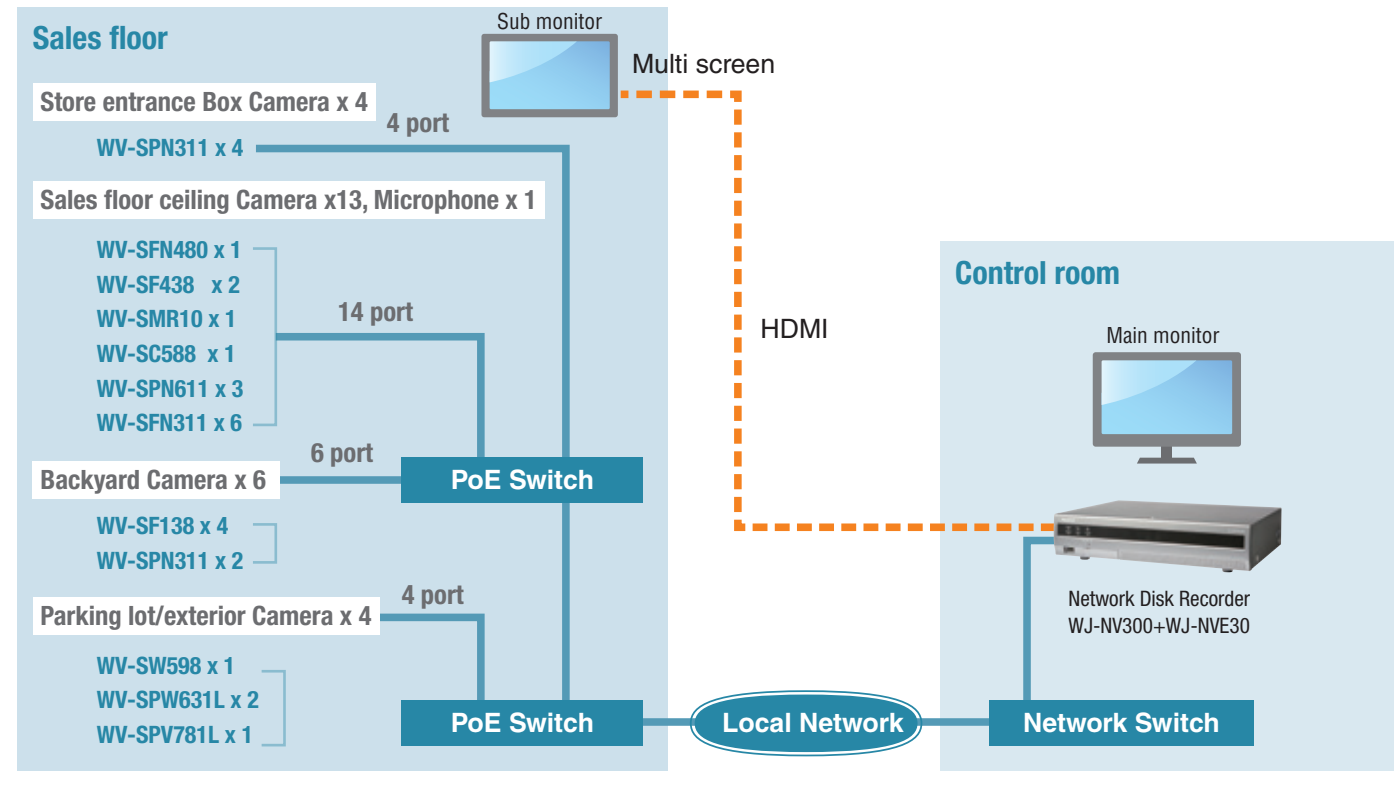 Sales floor
Sub monitor
Multi screen
Store entrance Box Camera x 4
4 port
WV-SPN311 x 4
Sales floor ceiling Camera x13, Microphone x 1
WV-SFN480 x 1
WV-SF438 x 2
WV-SMR10 x 1
WV-SC588 x 1
WV-SPN611 x 3
WV-SFN311 x 6
14 port
HDMI
6 port
Backyard Camera x 6
PoE Switch
WV-SF138 x 4
WV-SPN311 x 2
4 port
Parking lot/exterior Camera x 4
WV-SW598 x 1
WV-SPW631L x 2
WV-SPV781L x 1
PoE Switch
Local Network
Control room
Main monitor
Network Disk Recorder
WJ-NV300+WJ-NVE30
Network Switch